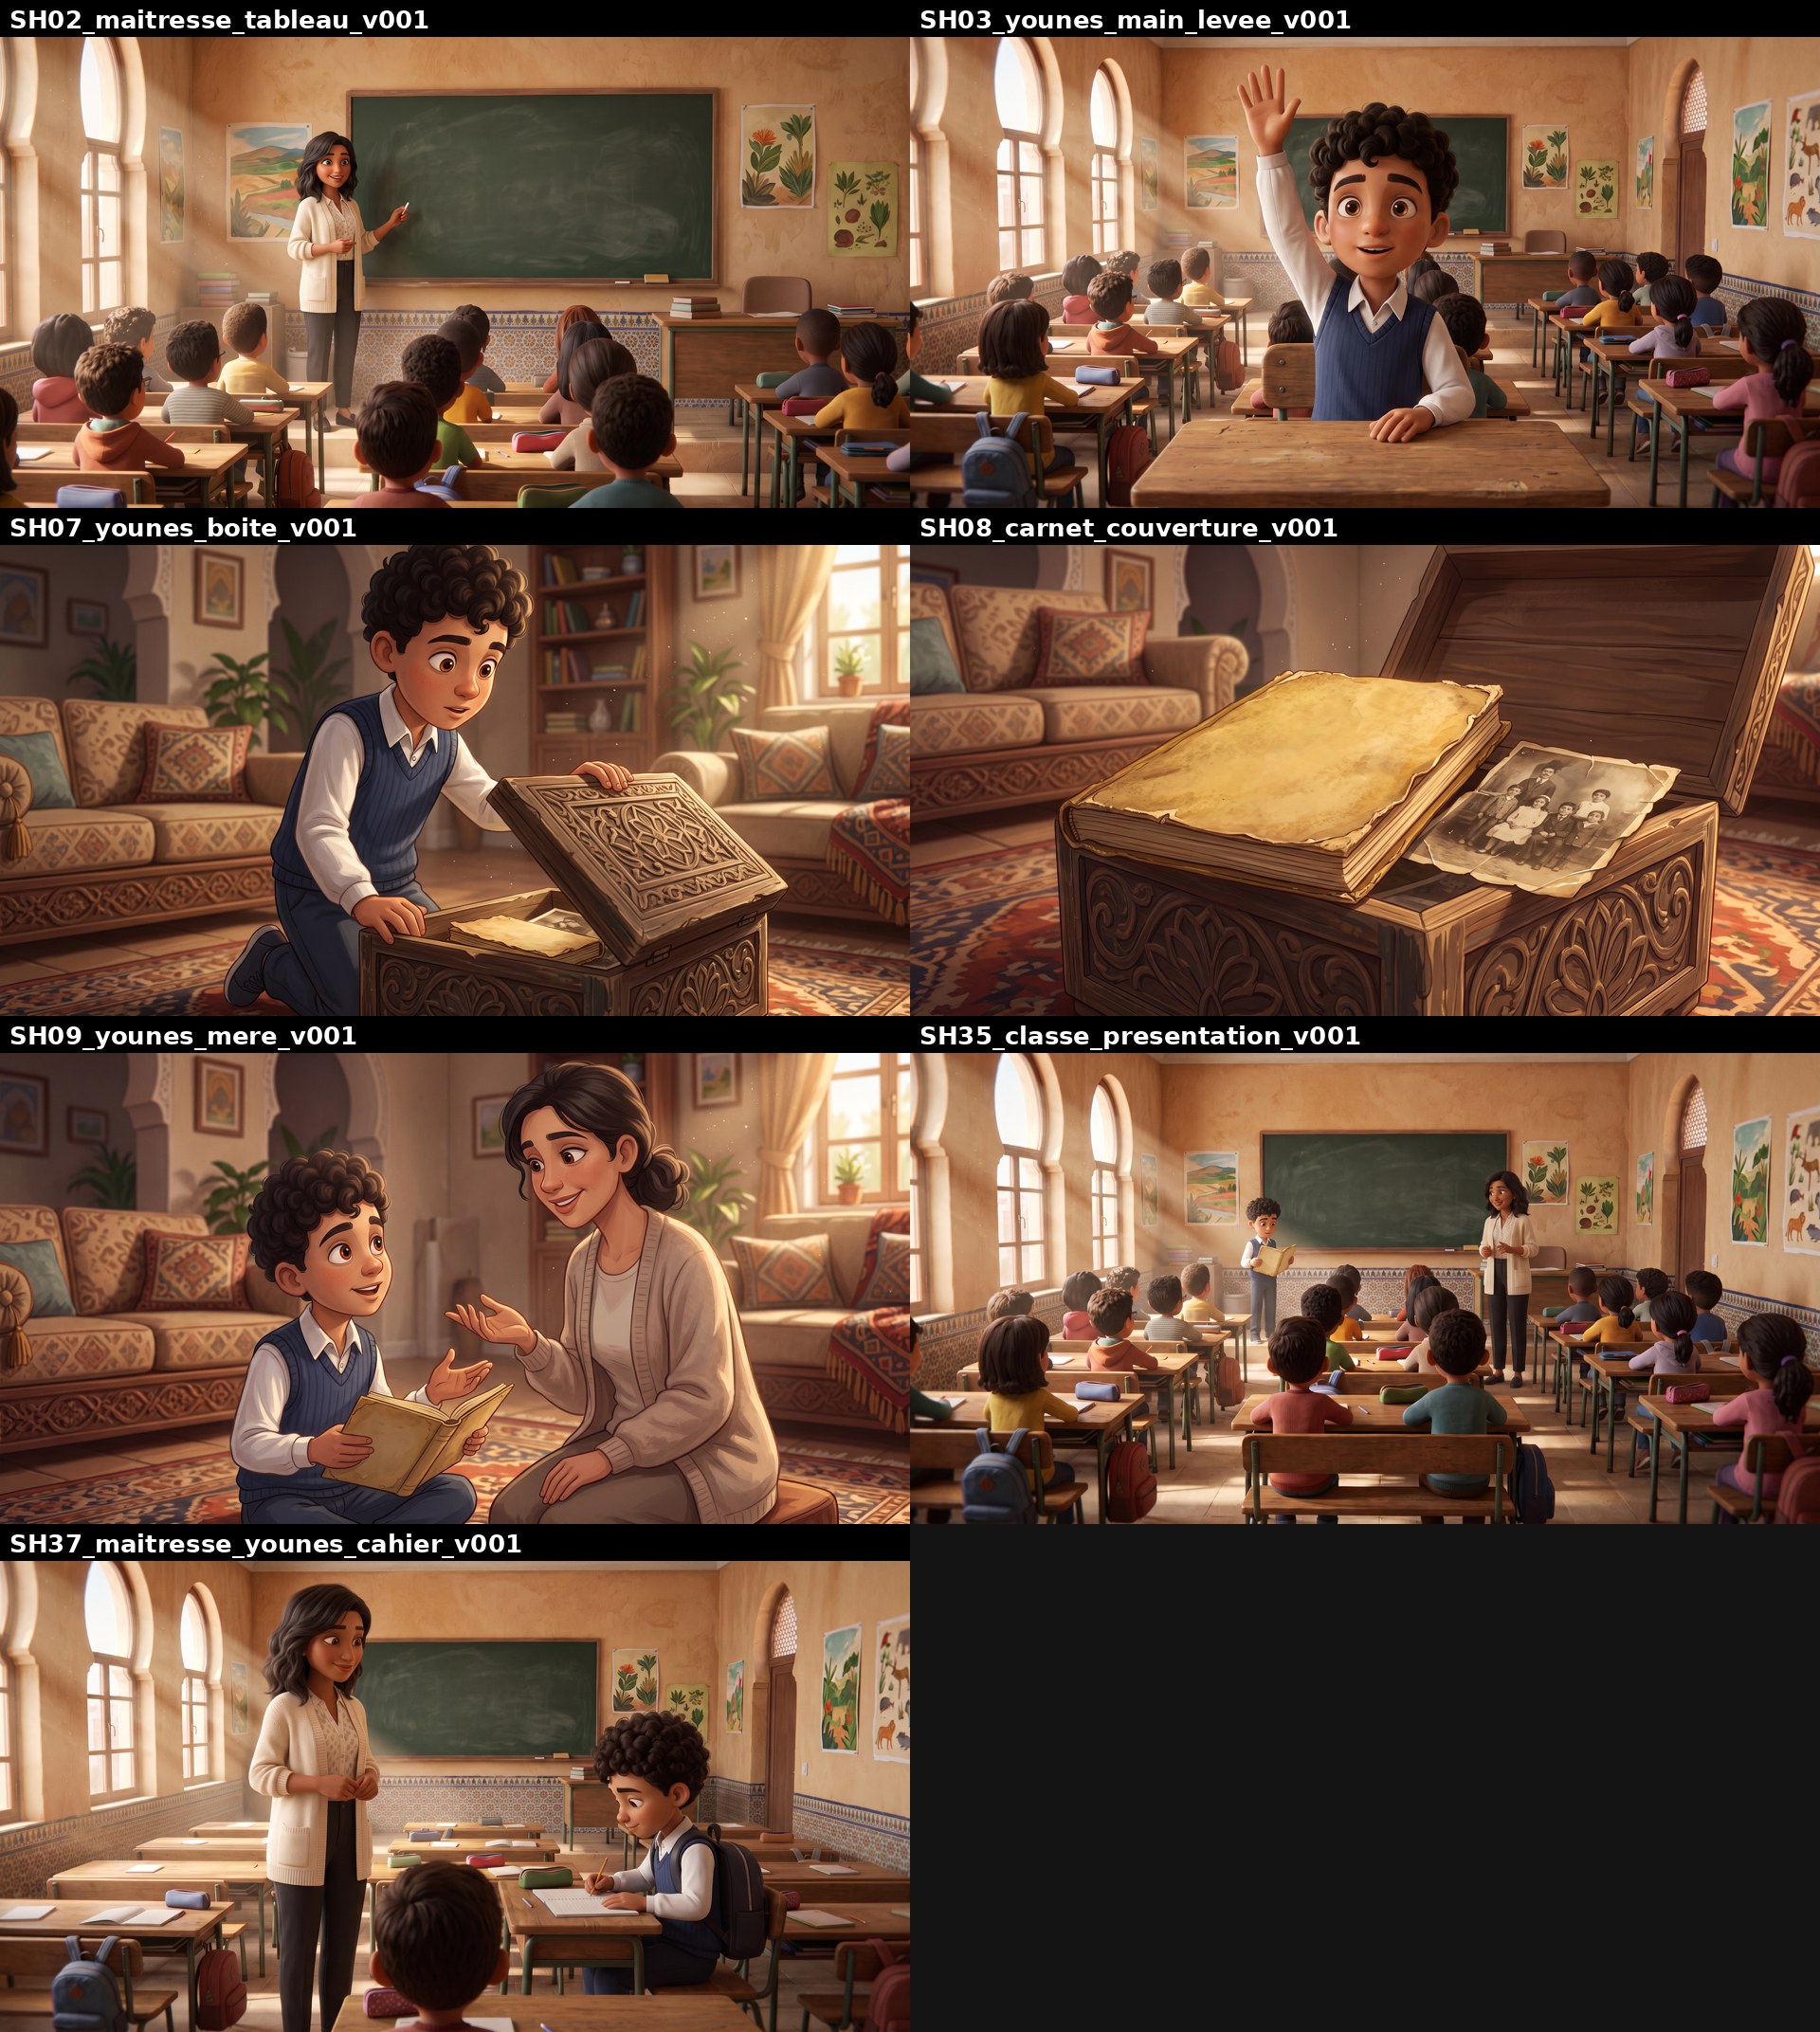 SH02_maitresse_tableau_v001
SH03_younes_main_levee_v001
SH07_younes_boite_v001
SH08_carnet_couverture_v001
SH09_younes_mere_v001
SH35_classe_presentation_v001
SH37_maitresse_younes_cahier_v001